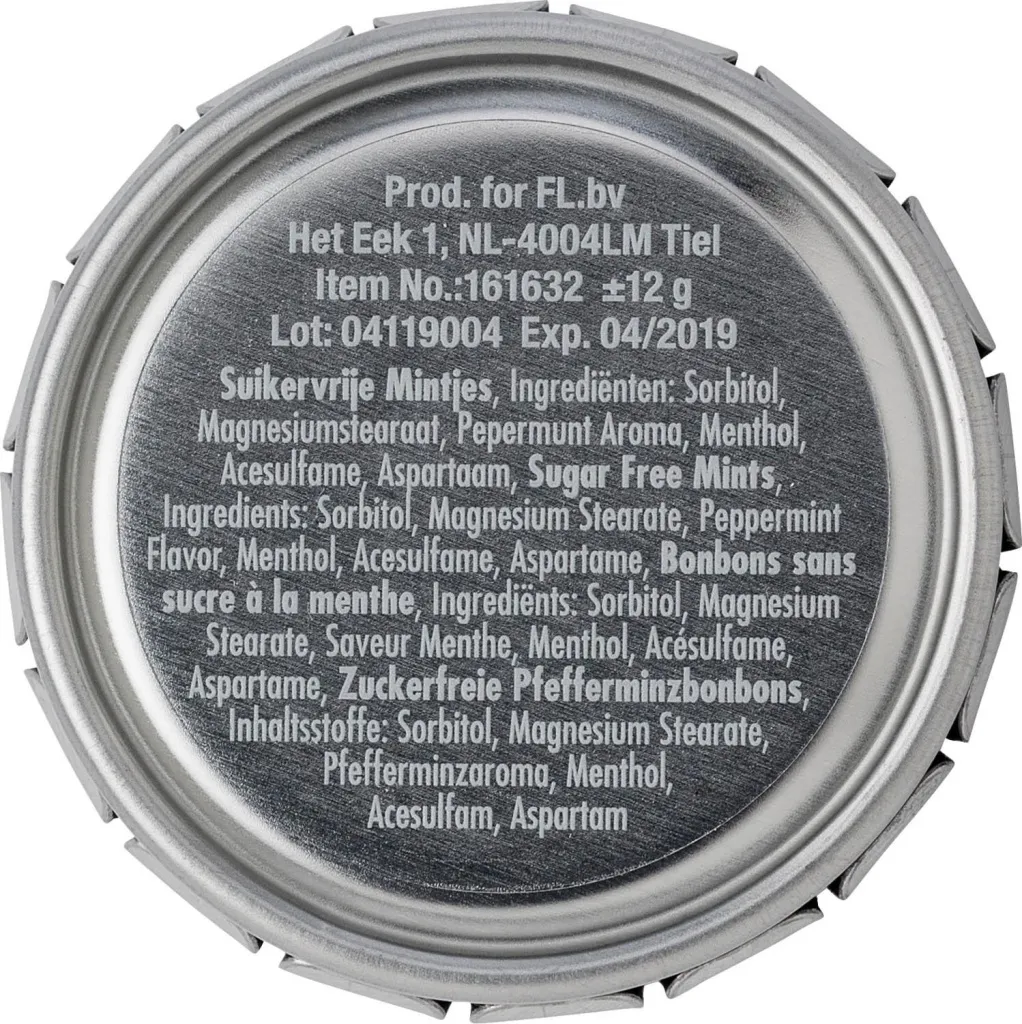 Prod. for FL.bv
Het Eek 1, NL-4004LM Tiel
Item No.:161632 ±12 g
Lot: 04119004 Exp. 04/2019
Suikervrije Mintjes, Ingrediënten: Sorbitol,
Magnesiumstearaat, Pepermunt Aroma, Menthol,
Acesulfame, Aspartaam, Sugar Free Mints,
Ingredients: Sorbitol, Magnesium Stearate, Peppermint
Flavor, Menthol, Acesulfame, Aspartame, Bonbons sans
sucre à la menthe, Ingrediënts: Sorbitol, Magnesium
Stearate, Saveur Menthe, Menthol, Acésulfame,
Aspartame, Zuckerfreie Pfefferminzbonbons,
Inhaltsstoffe: Sorbitol, Magnesium Stearate,
Pfefferminzaroma, Menthol,
Acesulfam, Aspartam